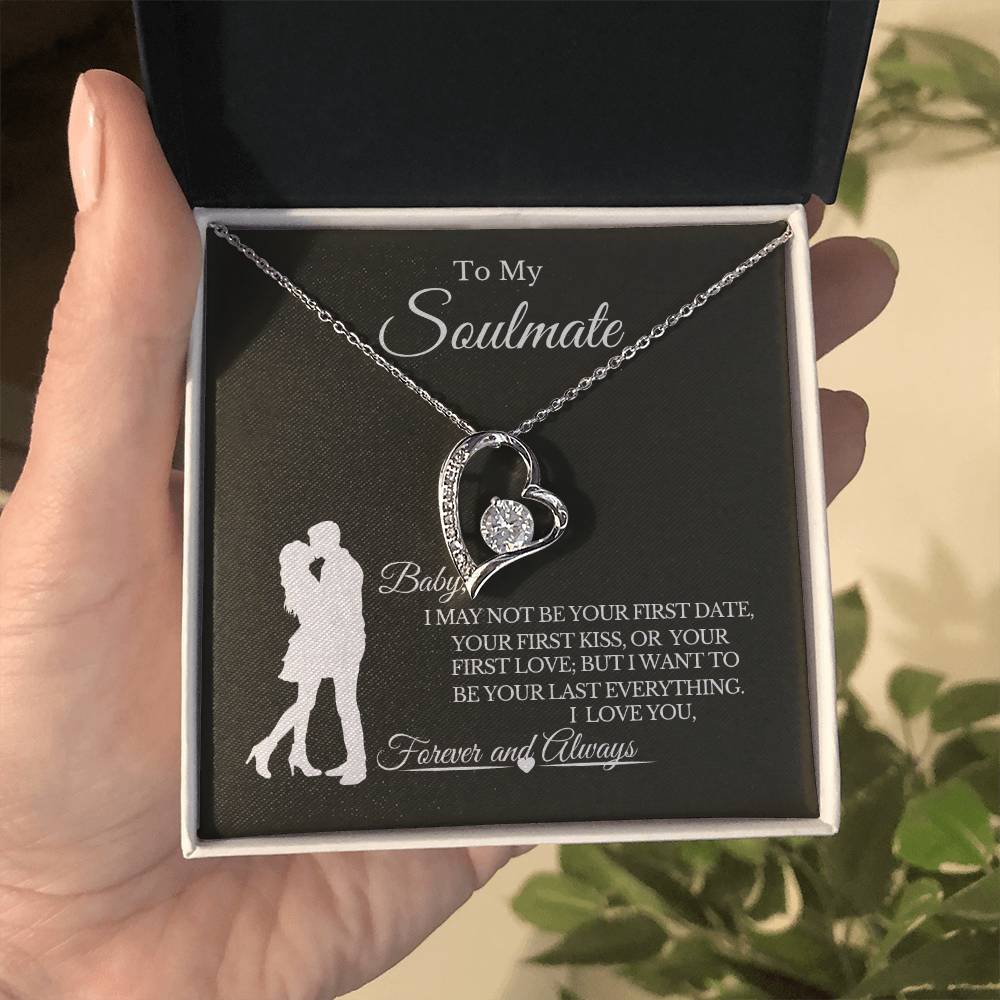 To My
Soulmate
Baby,
I MAY NOT BE YOUR FIRST DATE,
YOUR FIRST KISS, OR YOUR
FIRST LOVE; BUT I WANT TO
BE YOUR LAST EVERYTHING.
I LOVE YOU,
Forever and Always